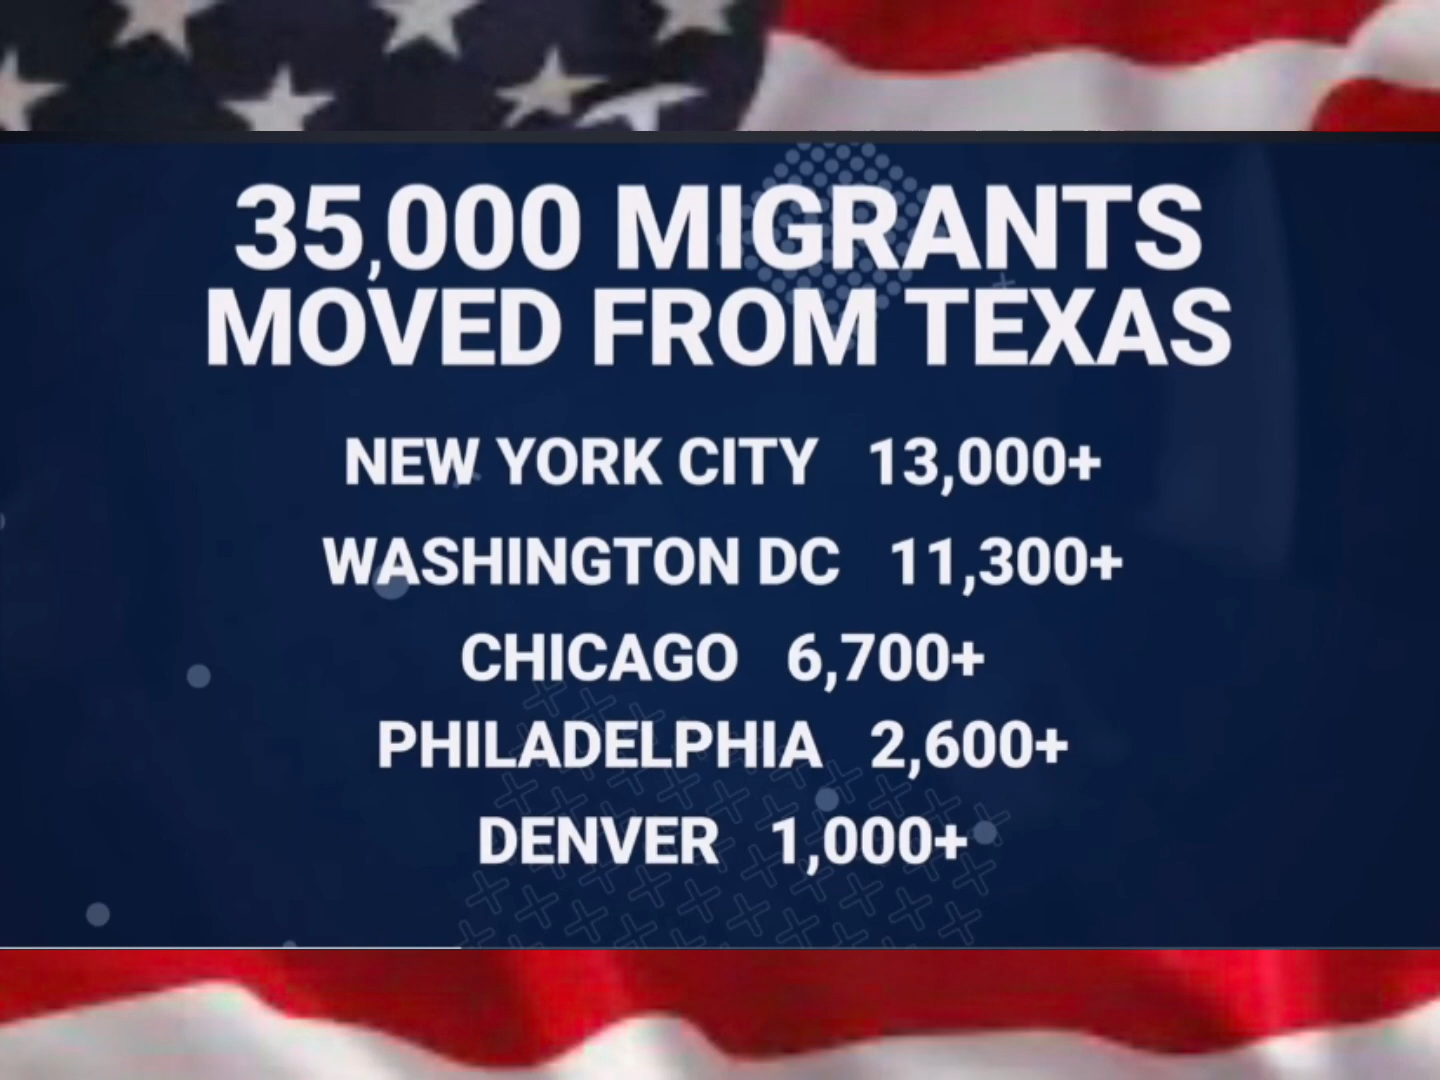 35,000 MIGRANTS
MOVED FROM TEXAS
NEW YORK CITY 13,000+
WASHINGTON DC 11,300+
CHICAGO 6,700+
PHILADELPHIA 2,600+
DENVER 1,000+